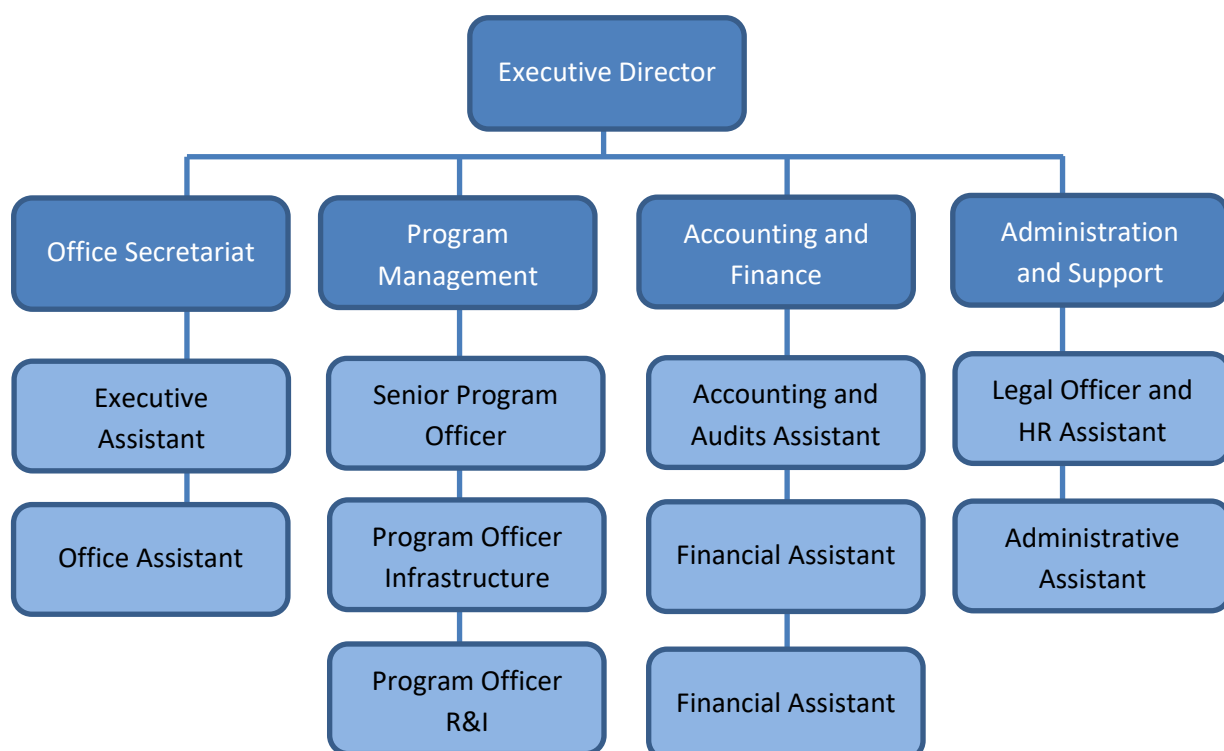 Executive Director
Office Secretariat
Program
Management
Accounting and
Finance
Administration
and Support
Executive
Assistant
Senior Program
Officer
Accounting and
Audits Assistant
Legal Officer and
HR Assistant
Office Assistant
Program Officer
Infrastructure
Financial Assistant
Administrative
Assistant
Program Officer
R&I
Financial Assistant